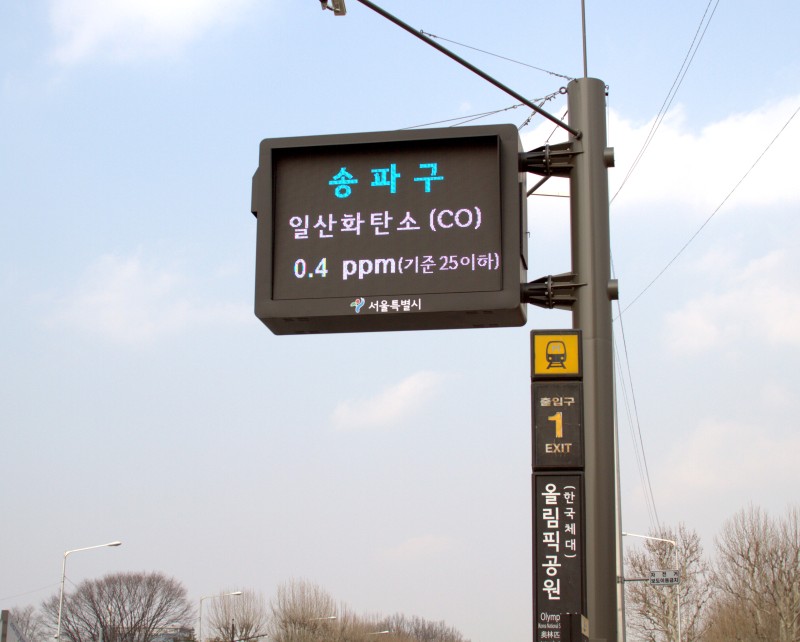 송파구
일산화탄소 (CO)
0.4 ppm (기준 25이하)
서울특별시
출입구
1
EXIT
올림픽공원
(한국체대)
Olymp